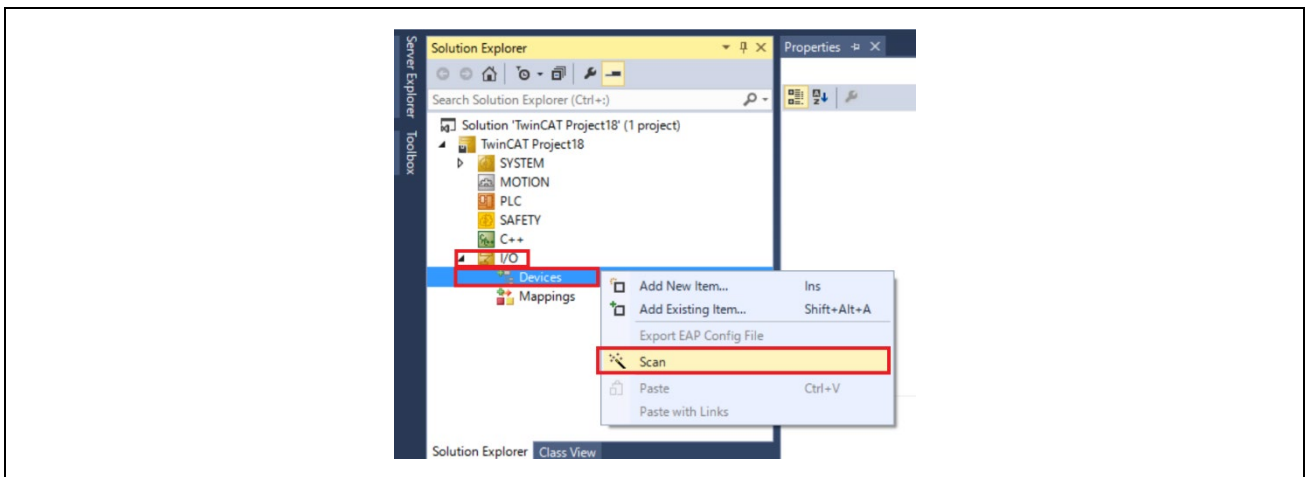 Server Explorer
Toolbox
Solution Explorer
Properties
Search Solution Explorer (Ctrl+:)
Solution 'TwinCAT Project18' (1 project)
TwinCAT Project18
SYSTEM
MOTION
PLC
SAFETY
C++
I/O
Devices
Mappings
Add New Item... Ins
Add Existing Item... Shift+Alt+A
Export EAP Config File
Scan
Paste Ctrl+V
Paste with Links
Solution Explorer Class View